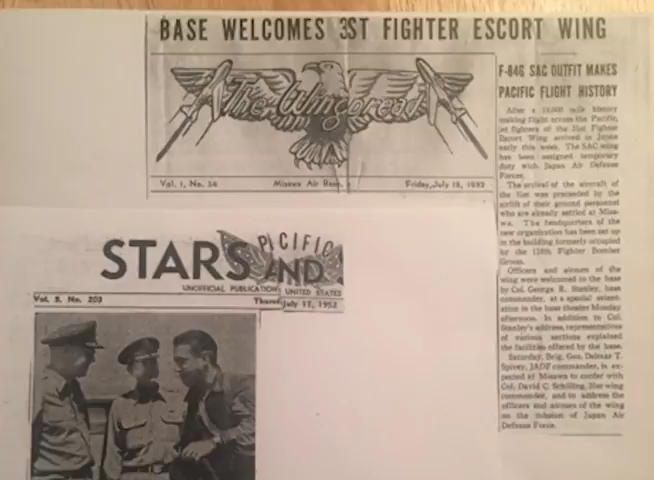 BASE WELCOMES 3ST FIGHTER ESCORT WING
The Wingspread
Vol. 1, No. 34 Misawa Air Base, Friday, July 18, 1952
F-84G SAC OUTFIT MAKES
PACIFIC FLIGHT HISTORY
After a 10,000 mile history
making flight across the Pacific,
jet fighters of the 31st Fighter
Escort Wing arrived in Japan
early this week. The SAC wing
has been assigned temporary
duty with Japan Air Defense
Forces.
The arrival of the aircraft of
the 31st was preceded by the
airlift of their ground personnel
who are already settled at Misa-
wa. The headquarters of the
new organization has been set up
in the building formerly occupied
by the 116th Fighter Bomber
Group.
Officers and airmen of the
wing were welcomed to the base
by Col. George R. Stanley, base
commander, at a special orient-
ation in the base theater Monday
afternoon. In addition to Col.
Stanley's address, representatives
of various sections explained
the facilities offered by the base.
Saturday, Brig. Gen. Delmar T.
Spivey, JADF commander, is ex-
pected at Misawa to confer with
Col. David C. Schilling, 31st wing
commander, and to address the
officers and airmen of the wing
on the mission of Japan Air
Defense Force.
PACIFIC
STARS AND
UNOFFICIAL PUBLICATION UNITED STATES
Vol. 8, No. 203 Thurs July 17, 1952